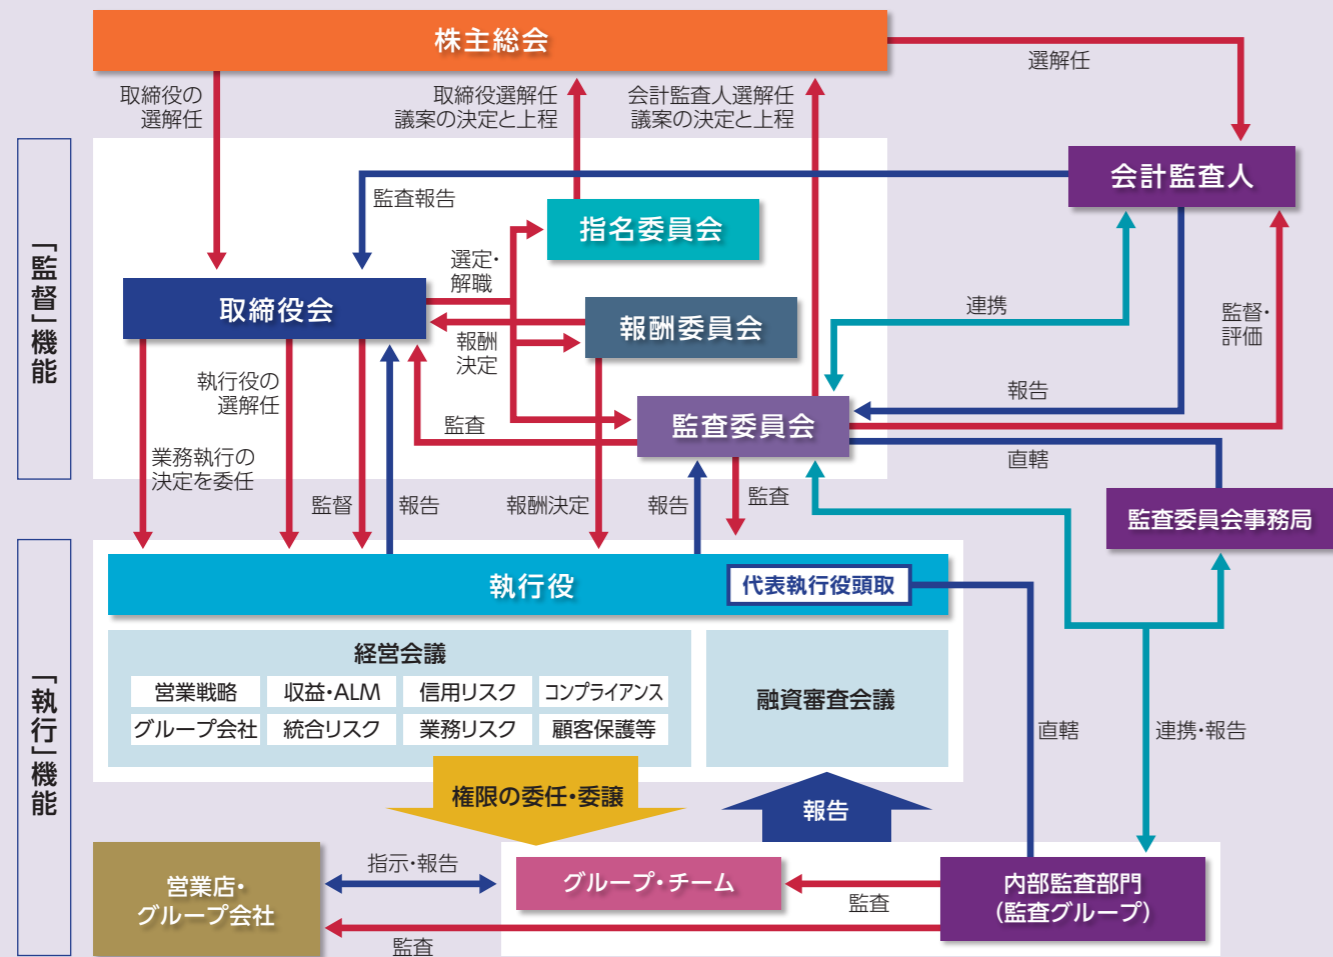 株主総会
選解任
取締役の
選解任
取締役選解任
議案の決定と上程
会計監査人選解任
議案の決定と上程
「監督」機能
会計監査人
監査報告
指名委員会
選定・
解職
取締役会
報酬委員会
連携
監督・
評価
報酬
決定
執行役の
選解任
報告
監査委員会
監査
業務執行の
決定を委任
直轄
監督
報告
報酬決定
報告
監査
監査委員会事務局
「執行」機能
執行役
代表執行役頭取
経営会議
営業戦略
収益・ALM
信用リスク
コンプライアンス
グループ会社
統合リスク
業務リスク
顧客保護等
融資審査会議
直轄
連携・報告
権限の委任・委譲
報告
営業店・
グループ会社
指示・報告
グループ・チーム
内部監査部門
(監査グループ)
監査
監査